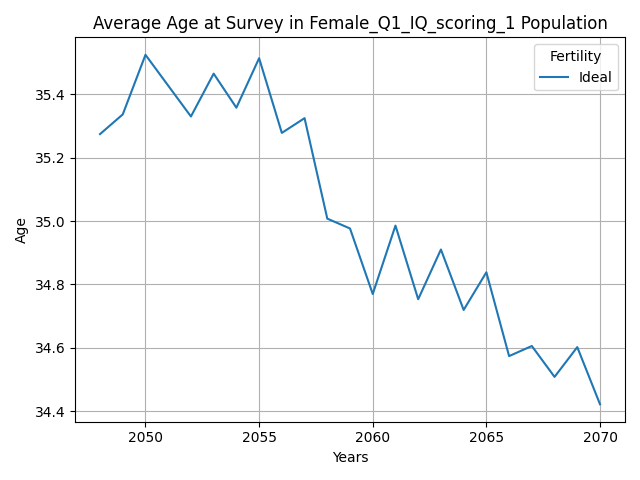 Average Age at Survey in Female_Q1_IQ_scoring_1 Population
Fertility
Ideal
Age
35.4
35.2
35.0
34.8
34.6
34.4
2050 2055 2060 2065 2070
Years